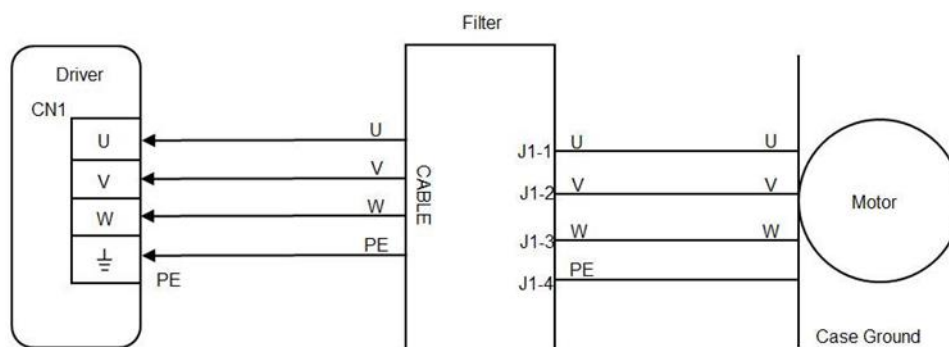 Filter
Driver
CN1
U
V
W
PE
U
V
W
PE
CABLE
J1-1
J1-2
J1-3
J1-4
U
V
W
PE
U
V
W
Motor
Case Ground